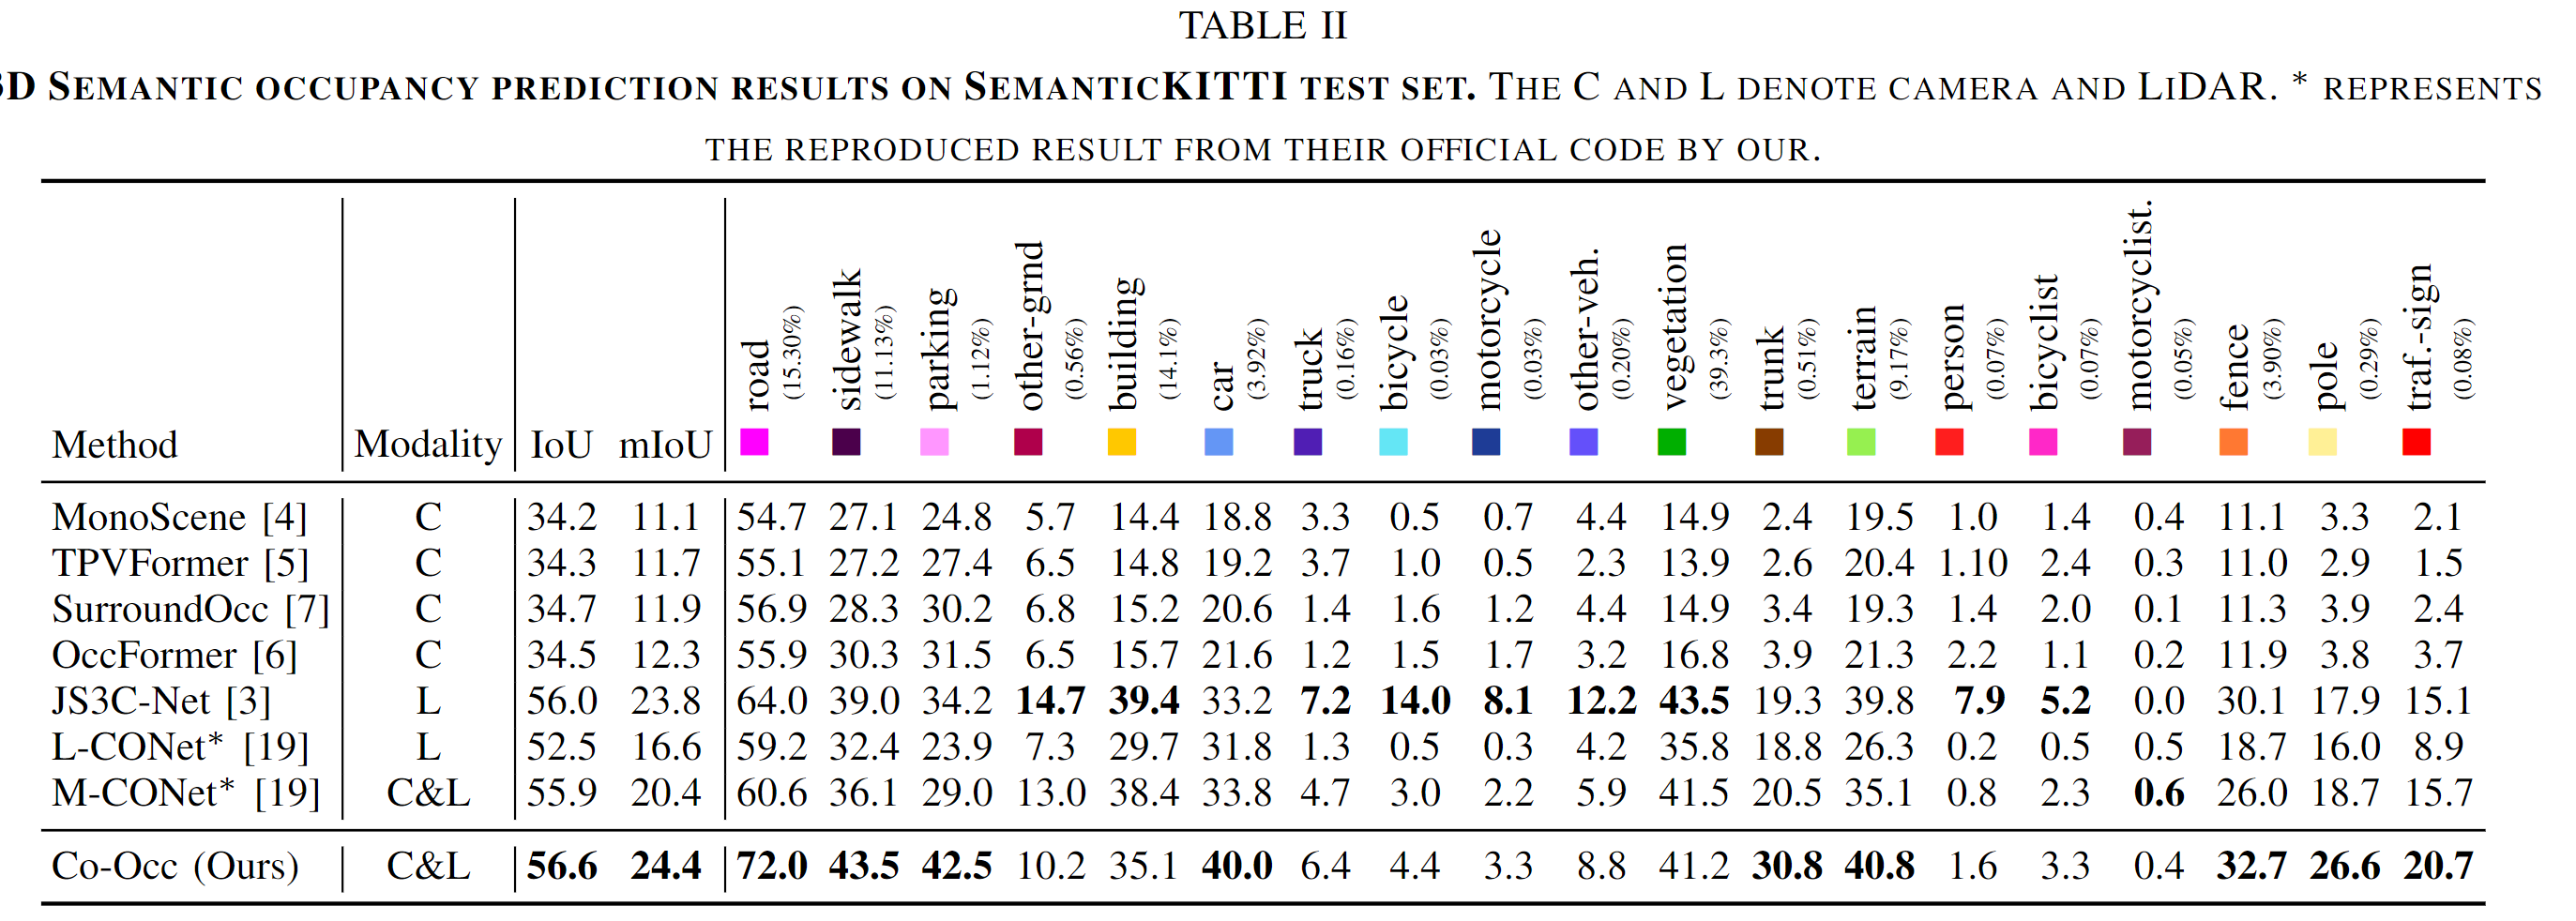 TABLE II
3D SEMANTIC OCCUPANCY PREDICTION RESULTS ON SEMANTICKITTI TEST SET. THE C AND L DENOTE CAMERA AND LIDAR. * REPRESENTS
THE REPRODUCED RESULT FROM THEIR OFFICIAL CODE BY OUR.
Method Modality IoU mIoU road (15.30%) sidewalk (11.13%) parking (1.12%) other-grnd (0.56%) building (14.1%) car (3.92%) truck (0.16%) bicycle (0.03%) motorcycle (0.03%) other-veh. (0.20%) vegetation (39.3%) trunk (0.51%) terrain (9.17%) person (0.07%) bicyclist (0.07%) motorcyclist. (0.05%) fence (3.90%) pole (0.29%) traf.-sign (0.08%)
MonoScene [4] C 34.2 11.1 54.7 27.1 24.8 5.7 14.4 18.8 3.3 0.5 0.7 4.4 14.9 2.4 19.5 1.0 1.4 0.4 11.1 3.3 2.1
TPVFormer [5] C 34.3 11.7 55.1 27.2 27.4 6.5 14.8 19.2 3.7 1.0 0.5 2.3 13.9 2.6 20.4 1.10 2.4 0.3 11.0 2.9 1.5
SurroundOcc [7] C 34.7 11.9 56.9 28.3 30.2 6.8 15.2 20.6 1.4 1.6 1.2 4.4 14.9 3.4 19.3 1.4 2.0 0.1 11.3 3.9 2.4
OccFormer [6] C 34.5 12.3 55.9 30.3 31.5 6.5 15.7 21.6 1.2 1.5 1.7 3.2 16.8 3.9 21.3 2.2 1.1 0.2 11.9 3.8 3.7
JS3C-Net [3] L 56.0 23.8 64.0 39.0 34.2 14.7 39.4 33.2 7.2 14.0 8.1 12.2 43.5 19.3 39.8 7.9 5.2 0.0 30.1 17.9 15.1
L-CONet* [19] L 52.5 16.6 59.2 32.4 23.9 7.3 29.7 31.8 1.3 0.5 0.3 4.2 35.8 18.8 26.3 0.2 0.5 0.5 18.7 16.0 8.9
M-CONet* [19] C&L 55.9 20.4 60.6 36.1 29.0 13.0 38.4 33.8 4.7 3.0 2.2 5.9 41.5 20.5 35.1 0.8 2.3 0.6 26.0 18.7 15.7
Co-Occ (Ours) C&L 56.6 24.4 72.0 43.5 42.5 10.2 35.1 40.0 6.4 4.4 3.3 8.8 41.2 30.8 40.8 1.6 3.3 0.4 32.7 26.6 20.7